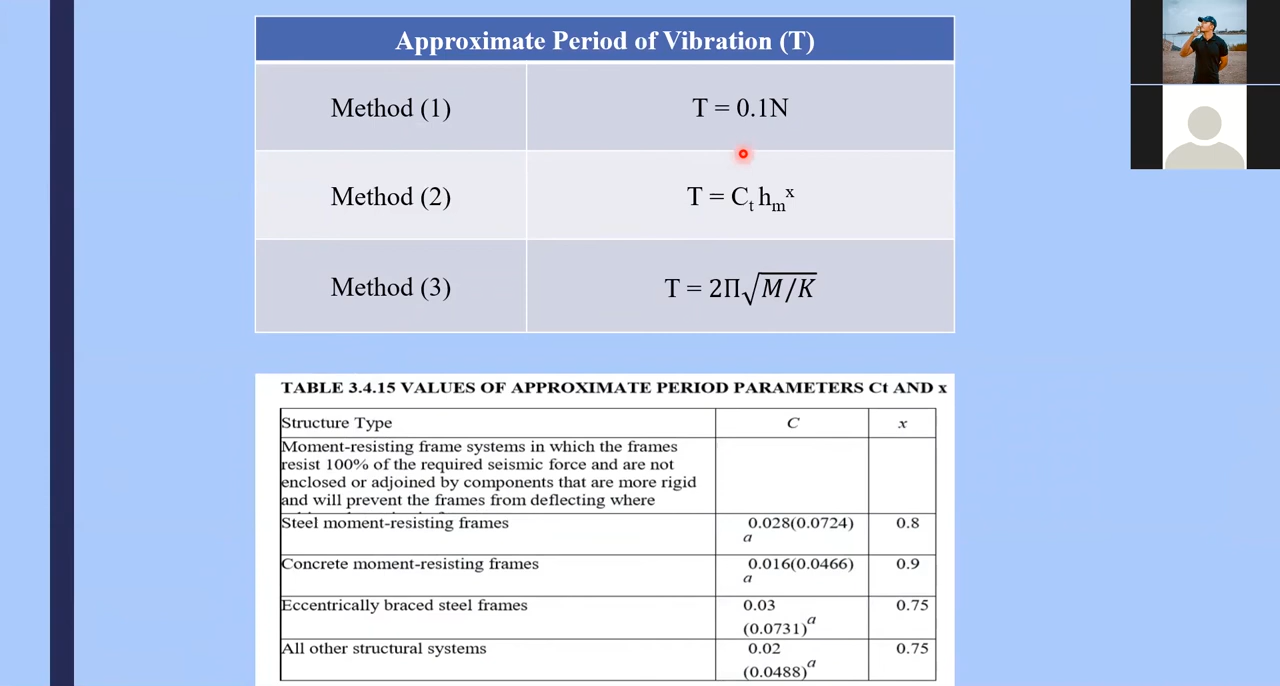 Approximate Period of Vibration (T)
Method (1) T = 0.1N
Method (2) T = Ct hm^x
Method (3) T = 2Π√M/K
TABLE 3.4.15 VALUES OF APPROXIMATE PERIOD PARAMETERS Ct AND x
Structure Type C x
Moment-resisting frame systems in which the frames
resist 100% of the required seismic force and are not
enclosed or adjoined by components that are more rigid
and will prevent the frames from deflecting where
Steel moment-resisting frames 0.028(0.0724) 0.8
a
Concrete moment-resisting frames 0.016(0.0466) 0.9
a
Eccentrically braced steel frames 0.03 0.75
(0.0731)a
All other structural systems 0.02 0.75
(0.0488)a